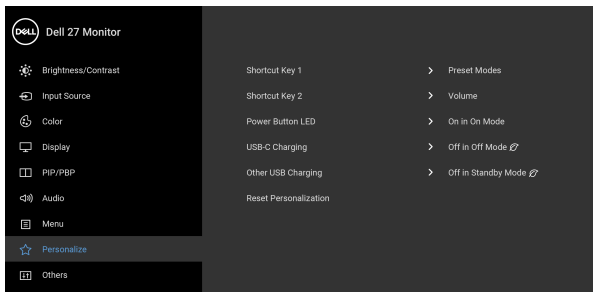 DELL Dell 27 Monitor
Brightness/Contrast
Input Source
Color
Display
PIP/PBP
Audio
Menu
Personalize
Others
Shortcut Key 1 Preset Modes
Shortcut Key 2 Volume
Power Button LED On in On Mode
USB-C Charging Off in Off Mode
Other USB Charging Off in Standby Mode
Reset Personalization